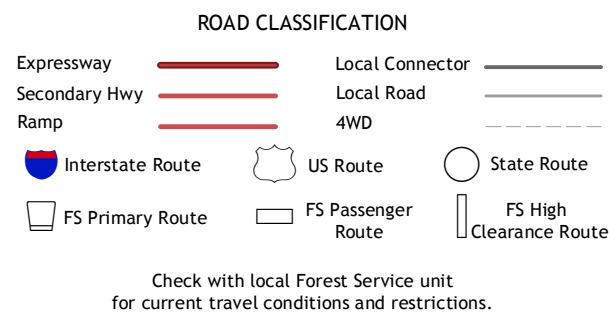 ROAD CLASSIFICATION
Expressway
Local Connector
Secondary Hwy
Local Road
Ramp
4WD
Interstate Route
US Route
State Route
FS Primary Route
FS Passenger
Route
FS High
Clearance Route
Check with local Forest Service unit
for current travel conditions and restrictions.